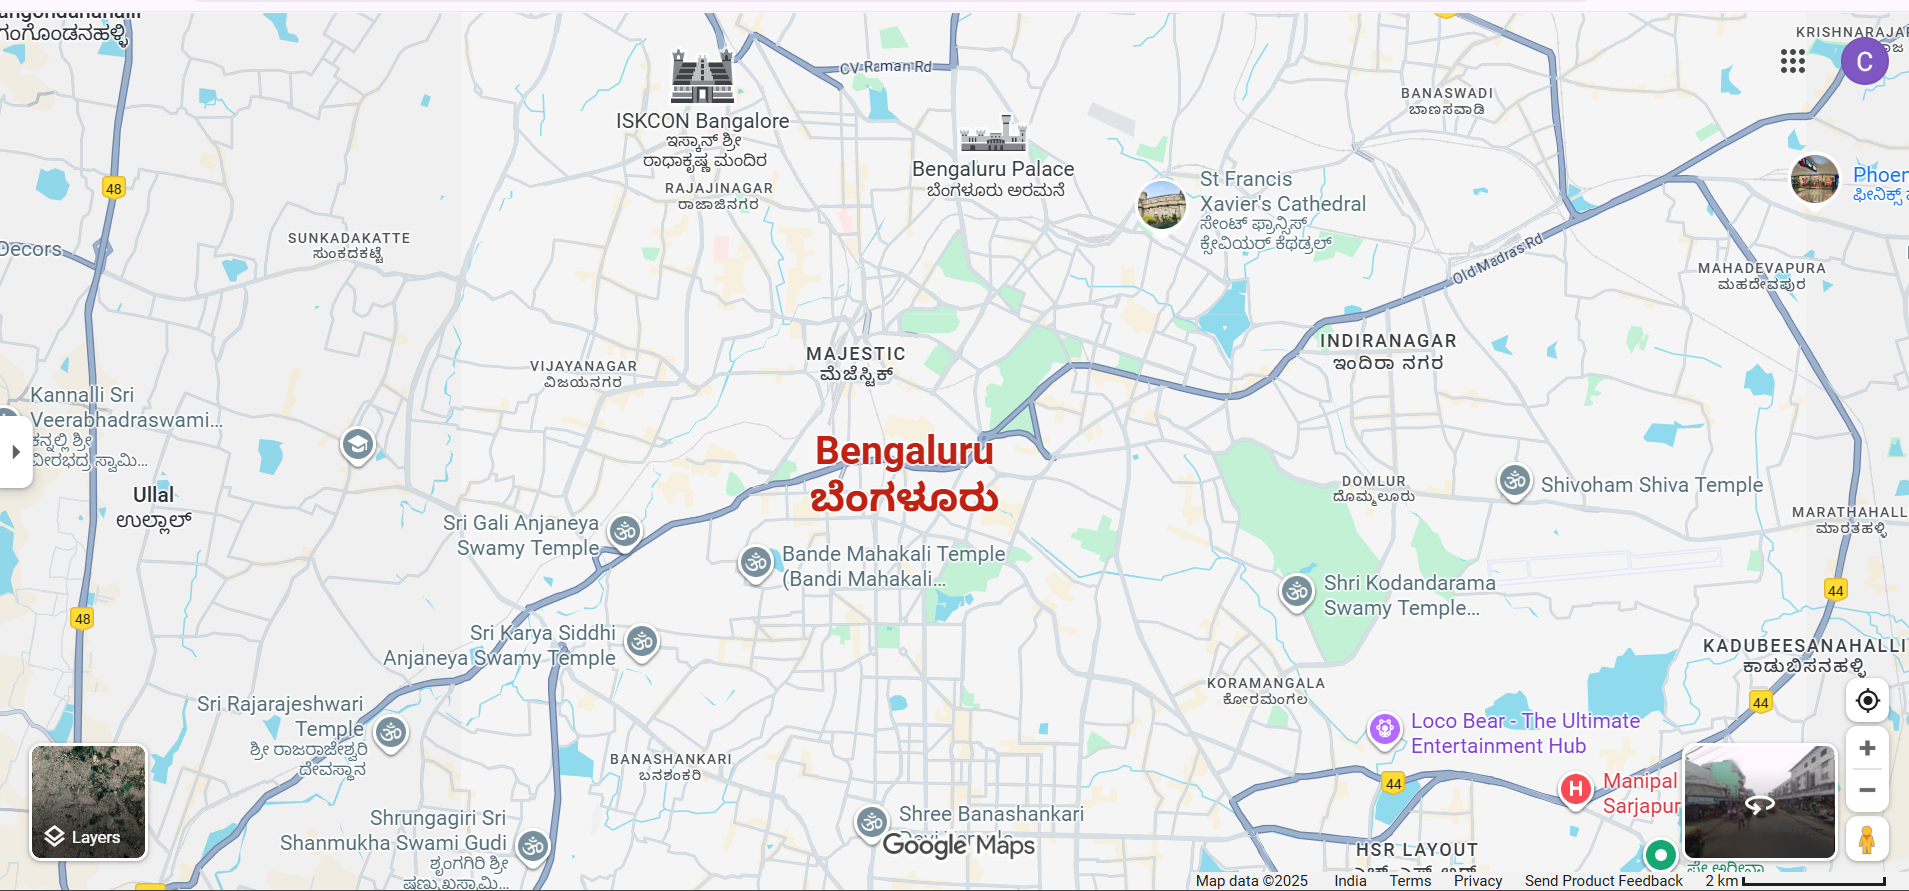 ಗಂಗೊಂಡನಹಳ್ಳಿ
48
CV Raman Rd
ISKCON Bangalore
ಇಸ್ಕಾನ್ ಶ್ರೀ
ರಾಧಾಕೃಷ್ಣ ಮಂದಿರ
RAJAJINAGAR
ರಾಜಾಜಿನಗರ
Bengaluru Palace
ಬೆಂಗಳೂರು ಅರಮನೆ
St Francis
Xavier's Cathedral
ಸೇಂಟ್ ಫ್ರಾನ್ಸಿಸ್
ಕ್ಸೇವಿಯರ್ ಕೆಥಡ್ರಲ್
BANASWADI
ಬಾಣಸವಾಡಿ
KRISHNARAJAP
C
Phoen
ಫೀನಿಕ್ಸ್
Decors
SUNKADAKATTE
ಸುಂಕದಕಟ್ಟೆ
Old Madras Rd
MAHADEVAPURA
ಮಹದೇವಪುರ
INDIRANAGAR
ಇಂದಿರಾ ನಗರ
VIJAYANAGAR
ವಿಜಯನಗರ
MAJESTIC
ಮೆಜೆಸ್ಟಿಕ್
Kannalli Sri
Veerabhadraswami...
ಕನ್ನಲ್ಲಿ ಶ್ರೀ
ವೀರಭದ್ರ ಸ್ವಾಮಿ...
Bengaluru
ಬೆಂಗಳೂರು
Ullal
ಉಲ್ಲಾಲ್
DOMLUR
ದೊಮ್ಮಲೂರು
Shivoham Shiva Temple
MARATHAHALL
ಮಾರತಹಳ್ಳಿ
Sri Gali Anjaneya
Swamy Temple
Bande Mahakali Temple
(Bandi Mahakali...
Shri Kodandarama
Swamy Temple...
44
48
Sri Karya Siddhi
Anjaneya Swamy Temple
KADUBEESANAHALLI
ಕಾಡುಬಿಸನಹಳ್ಳಿ
KORAMANGALA
ಕೋರಮಂಗಲ
44
Sri Rajarajeshwari
Temple
ಶ್ರೀ ರಾಜರಾಜೇಶ್ವರಿ
ದೇವಸ್ಥಾನ
Loco Bear - The Ultimate
Entertainment Hub
BANASHANKARI
ಬನಶಂಕರಿ
44
H
Manipal
Sarjapur
Shrungagiri Sri
Shanmukha Swami Gudi
ಶೃಂಗಗಿರಿ ಶ್ರೀ
ಷಣ್ಮುಖಸ್ವಾಮಿ...
Layers
Shree Banashankari
Google Maps
HSR LAYOUT
Map data ©2025 India Terms Privacy Send Product Feedback 2 km